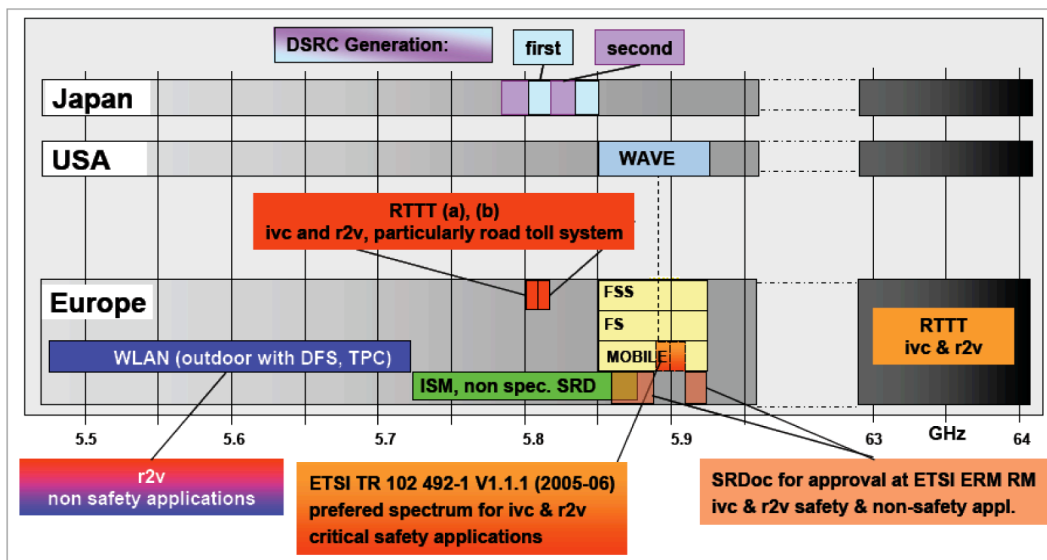 DSRC Generation:
first
second
Japan
USA
WAVE
RTTT (a), (b)
ivc and r2v, particularly road toll system
Europe
FSS
FS
MOBILE
RTTT
ivc & r2v
WLAN (outdoor with DFS, TPC)
ISM, non spec. SRD
5.5
5.6
5.7
5.8
5.9
63
GHz
64
r2v
non safety applications
ETSI TR 102 492-1 V1.1.1 (2005-06)
prefered spectrum for ivc & r2v
critical safety applications
SRDoc for approval at ETSI ERM RM
ivc & r2v safety & non-safety appl.